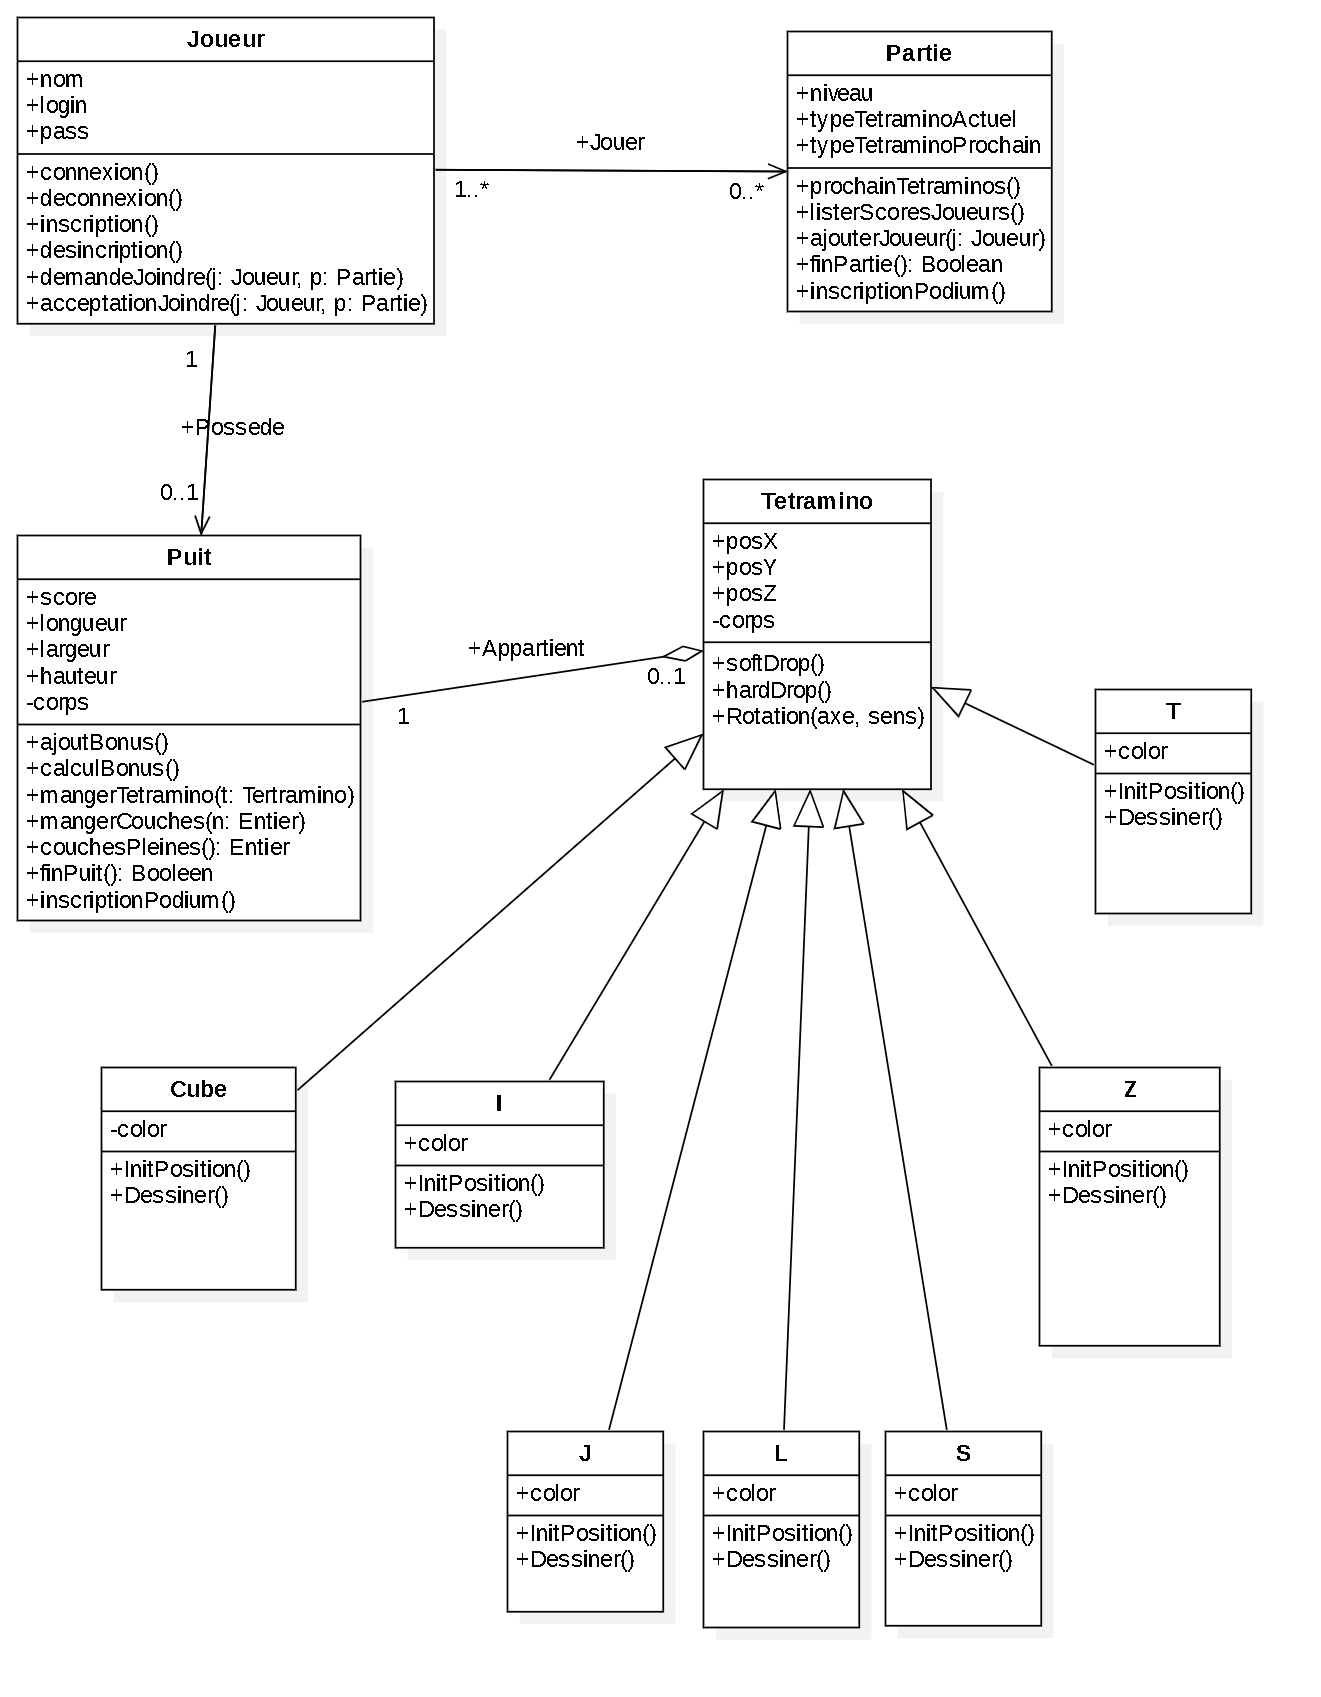 Joueur
+nom
+login
+pass
+connexion()
+deconnexion()
+inscription()
+desincription()
+demandeJoindre(j: Joueur, p: Partie)
+acceptationJoindre(j: Joueur, p: Partie)
+Jouer
1..*
0..*
Partie
+niveau
+typeTetraminoActuel
+typeTetraminoProchain
+prochainTetraminos()
+listerScoresJoueurs()
+ajouterJoueur(j: Joueur)
+finPartie(): Boolean
+inscriptionPodium()
1
+Possede
0..1
Puit
+score
+longueur
+largeur
+hauteur
-corps
+ajoutBonus()
+calculBonus()
+mangerTetramino(t: Tertramino)
+mangerCouches(n: Entier)
+couchesPleines(): Entier
+finPuit(): Booleen
+inscriptionPodium()
+Appartient
0..1
1
Tetramino
+posX
+posY
+posZ
-corps
+softDrop()
+hardDrop()
+Rotation(axe, sens)
T
+color
+InitPosition()
+Dessiner()
Cube
-color
+InitPosition()
+Dessiner()
I
+color
+InitPosition()
+Dessiner()
Z
+color
+InitPosition()
+Dessiner()
J
+color
+InitPosition()
+Dessiner()
L
+color
+InitPosition()
+Dessiner()
S
+color
+InitPosition()
+Dessiner()